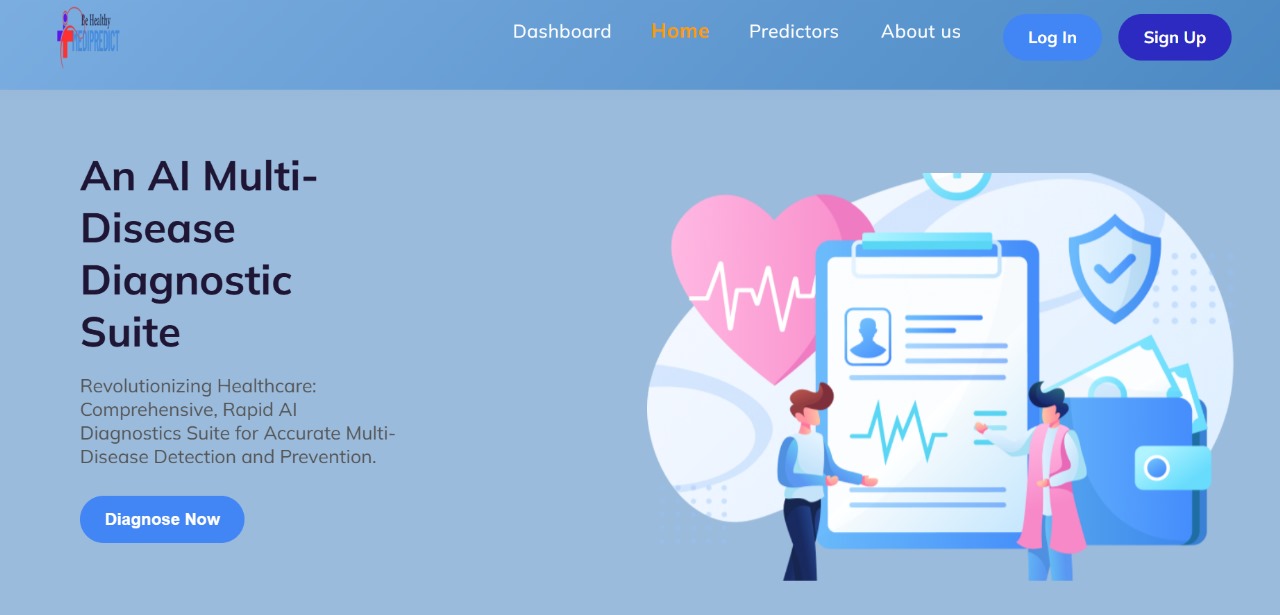 Be Healthy
MEDIPREDICT
Dashboard Home Predictors About us Log In Sign Up
An AI Multi-
Disease
Diagnostic
Suite
Revolutionizing Healthcare:
Comprehensive, Rapid AI
Diagnostics Suite for Accurate Multi-
Disease Detection and Prevention.
Diagnose Now